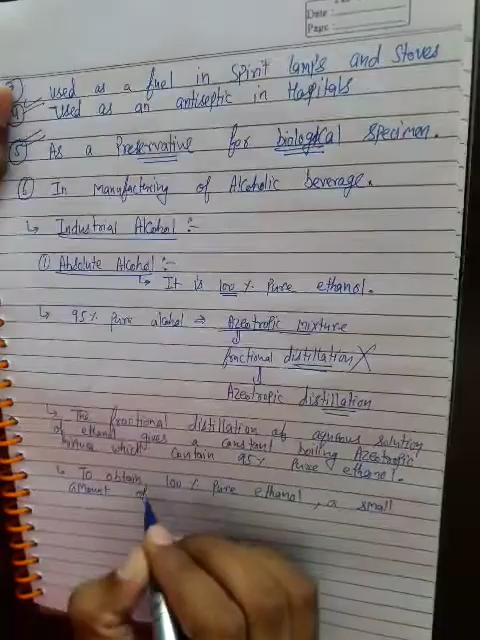 Date :
Page :
③ used as a fuel in Spirit lamps and Stoves
④ used as an antiseptic in Hospitals
⑤ As a Preservative for biological specimen.
⑥ In manufacturing of Alcoholic beverage.
↳ Industrial Alcohol :-
① Absolute Alcohol :-
↳ It is 100 % Pure ethanol.
↳ 95% Pure alcohol ⇒ Azeotropic mixture
⇓
fractional distillation X
⇓
Azeotropic distillation
↳ The fractional distillation of aqueous solution
of ethanol gives a constant boiling Azeotropic
mixture which contain 95% Pure ethanol.
↳ To obtain 100 % Pure ethanol, a small
amount of